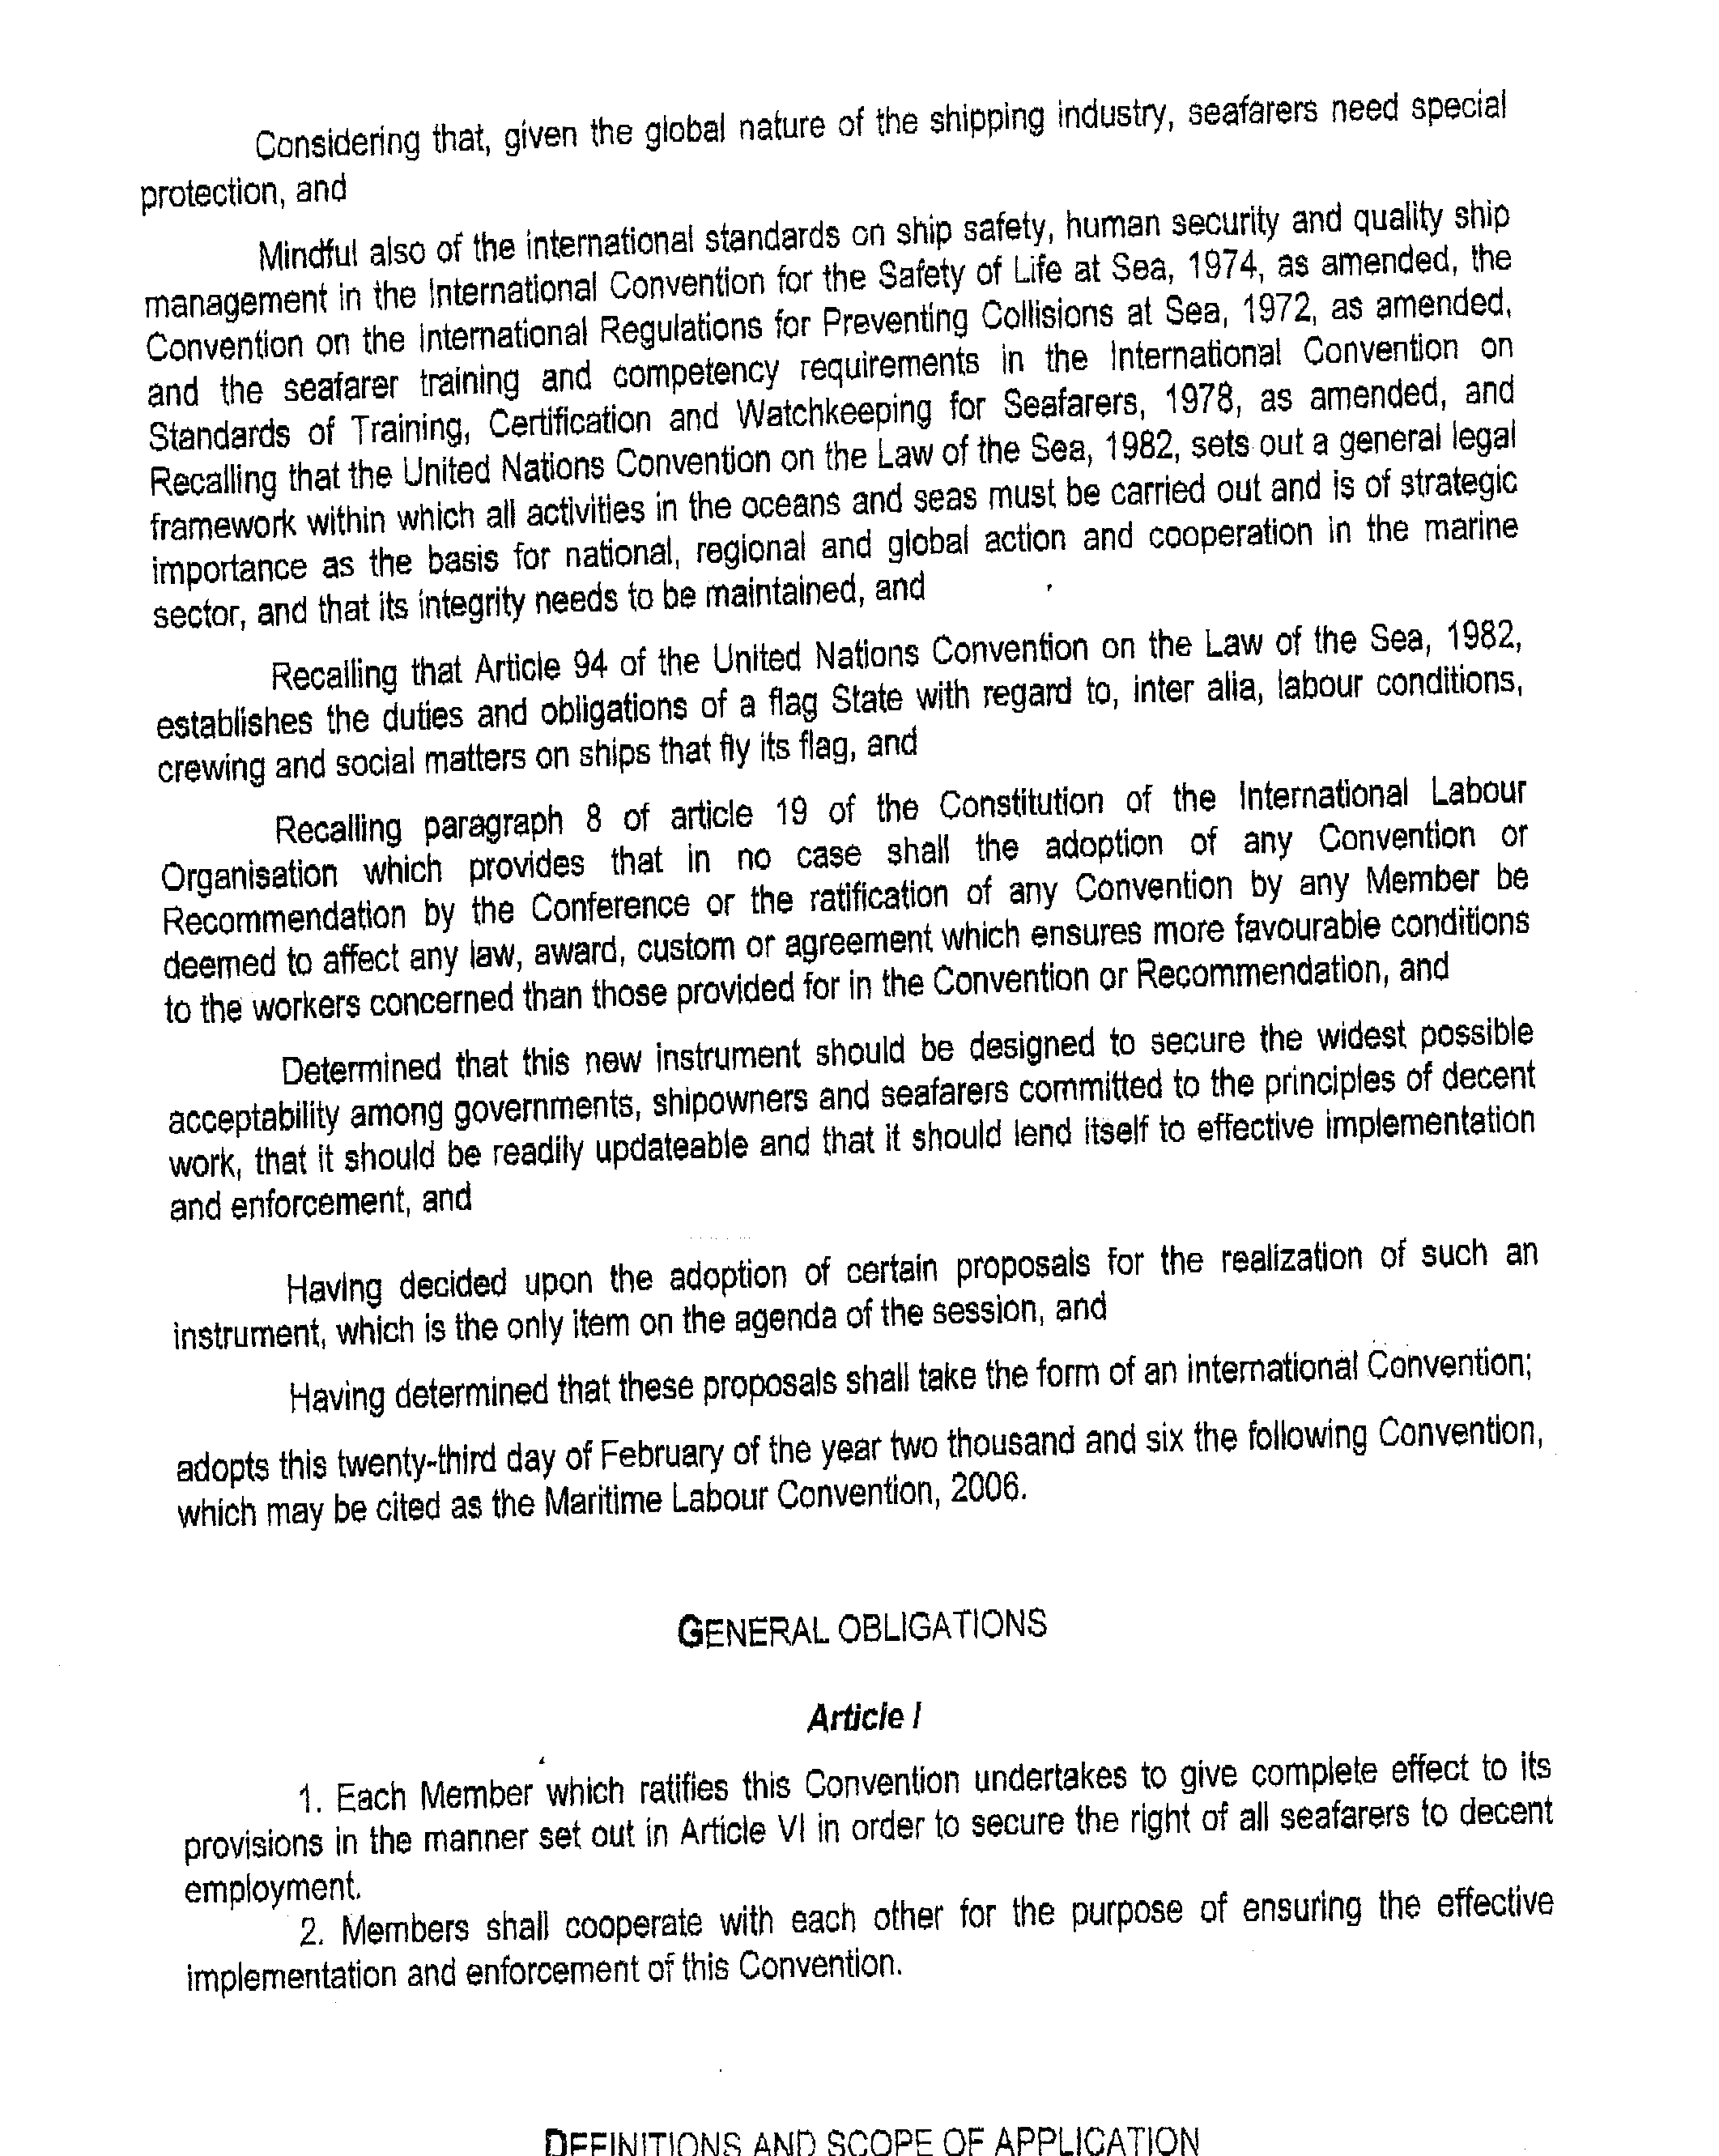 Considering that, given the global nature of the shipping industry, seafarers need special
protection, and
Mindful also of the international standards on ship safety, human security and quality ship
management in the International Convention for the Safety of Life at Sea, 1974, as amended, the
Convention on the International Regulations for Preventing Collisions at Sea, 1972, as amended,
and the seafarer training and competency requirements in the International Convention on
Standards of Training, Certification and Watchkeeping for Seafarers, 1978, as amended, and
Recalling that the United Nations Convention on the Law of the Sea, 1982, sets out a general legal
framework within which all activities in the oceans and seas must be carried out and is of strategic
importance as the basis for national, regional and global action and cooperation in the marine
sector, and that its integrity needs to be maintained, and
Recalling that Article 94 of the United Nations Convention on the Law of the Sea, 1982,
establishes the duties and obligations of a flag State with regard to, inter alia, labour conditions,
crewing and social matters on ships that fly its flag, and
Recalling paragraph 8 of article 19 of the Constitution of the International Labour
Organisation which provides that in no case shall the adoption of any Convention or
Recommendation by the Conference or the ratification of any Convention by any Member be
deemed to affect any law, award, custom or agreement which ensures more favourable conditions
to the workers concerned than those provided for in the Convention or Recommendation, and
Determined that this new instrument should be designed to secure the widest possible
acceptability among governments, shipowners and seafarers committed to the principles of decent
work, that it should be readily updateable and that it should lend itself to effective implementation
and enforcement, and
Having decided upon the adoption of certain proposals for the realization of such an
instrument, which is the only item on the agenda of the session, and
Having determined that these proposals shall take the form of an international Convention;
adopts this twenty-third day of February of the year two thousand and six the following Convention,
which may be cited as the Maritime Labour Convention, 2006.
GENERAL OBLIGATIONS
Article I
1. Each Member which ratifies this Convention undertakes to give complete effect to its
provisions in the manner set out in Article VI in order to secure the right of all seafarers to decent
employment.
2. Members shall cooperate with each other for the purpose of ensuring the effective
implementation and enforcement of this Convention.
DEFINITIONS AND SCOPE OF APPLICATION